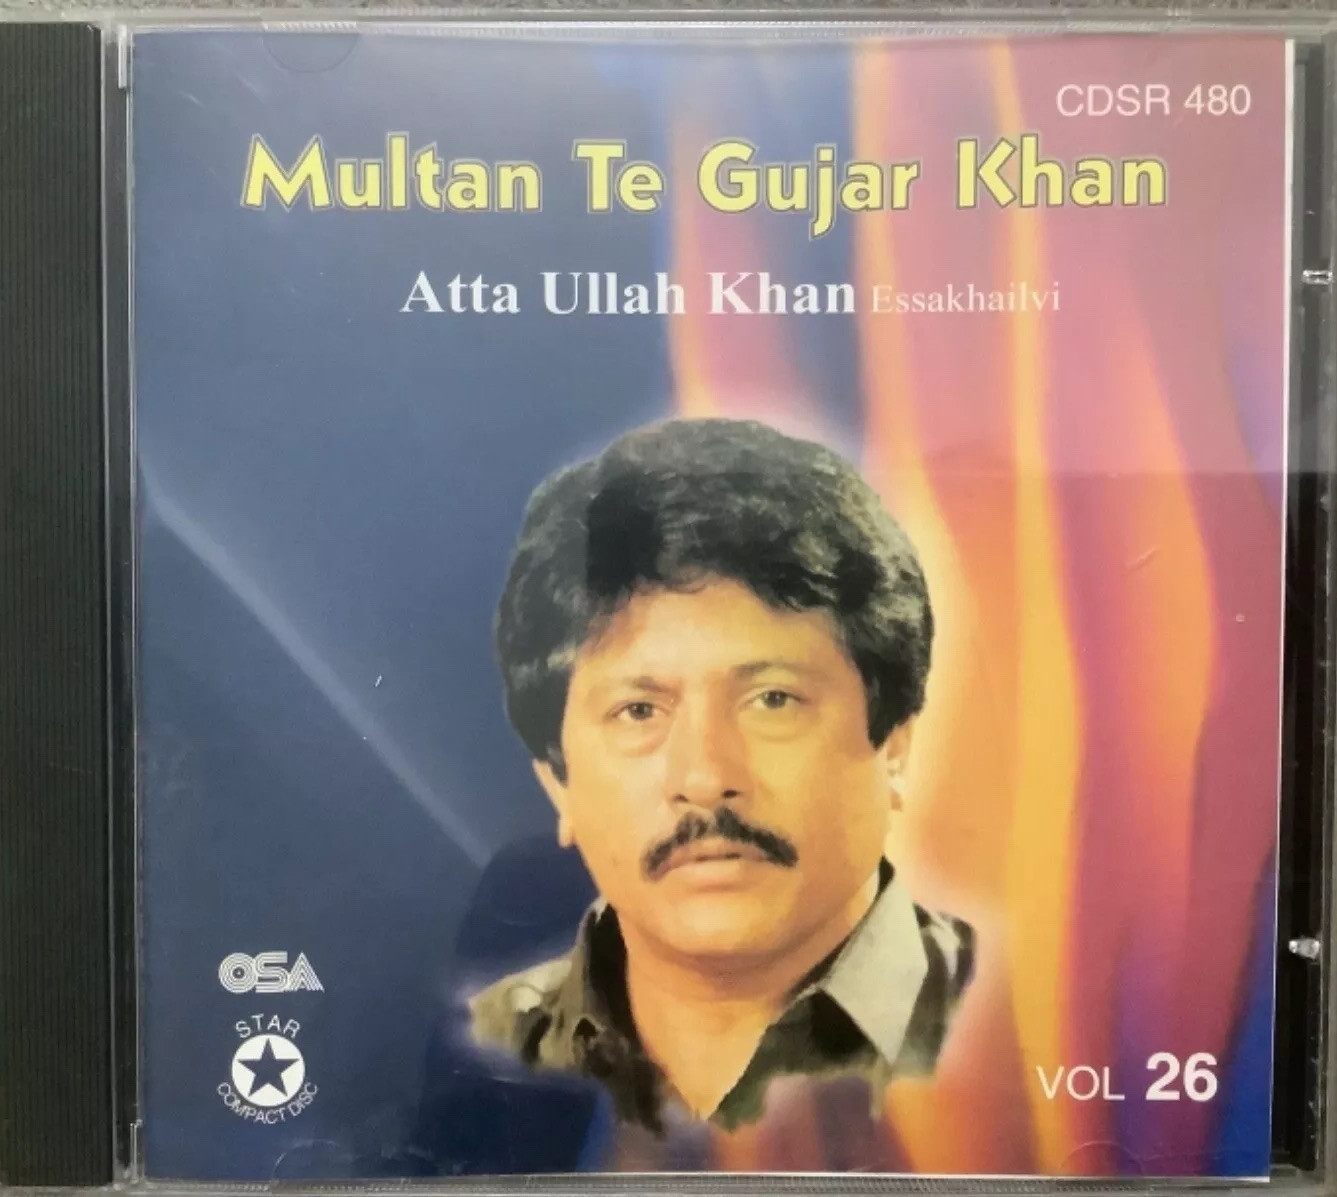 CDSR 480
Multan Te Gujar Khan
Atta Ullah Khan Essakhailvi
OSA
STAR
COMPACT DISC
VOL 26